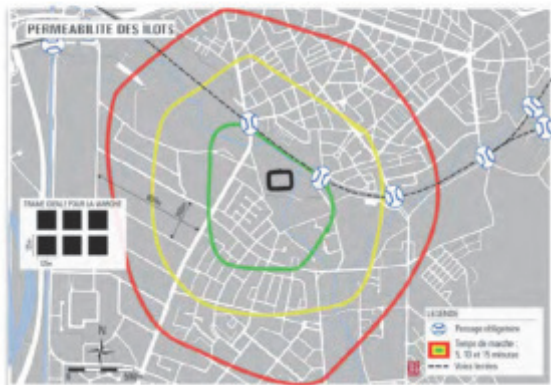 PERMEABILITE DES ILOTS
TRAME IDEALE POUR LA MARCHE
N
LEGENDE
Passage obligatoire
Temps de marche :
5, 10 et 15 minutes
Voies ferrées